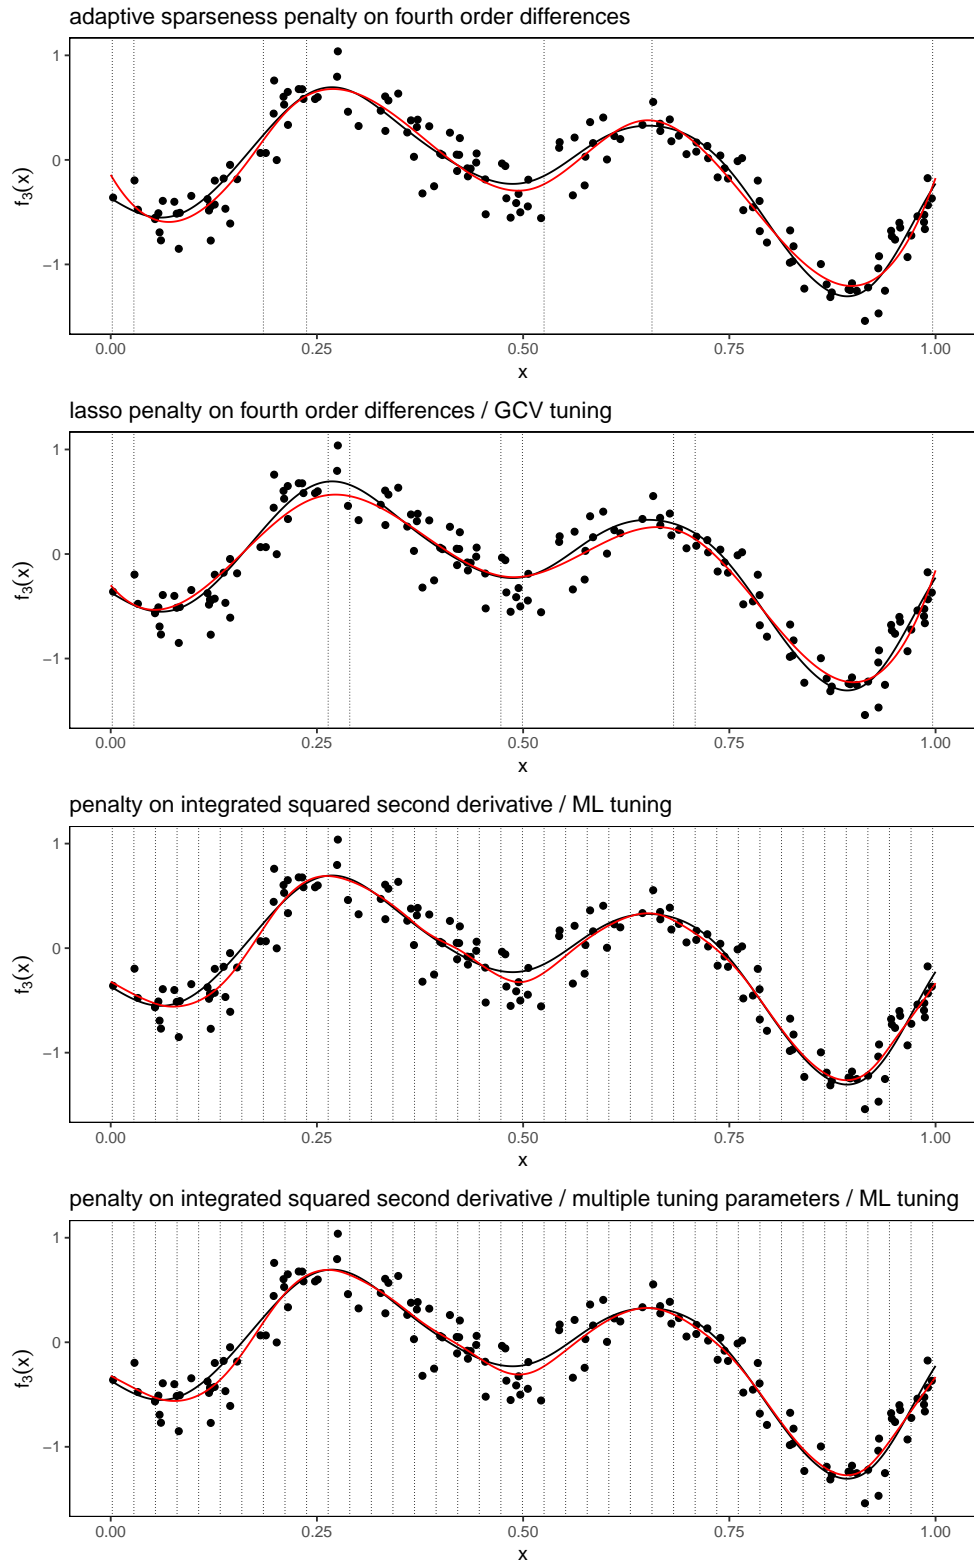 adaptive sparseness penalty on fourth order differences
1
0
−1
f3(x)
0.00 0.25 0.50 0.75 1.00
x
lasso penalty on fourth order differences / GCV tuning
1
0
−1
f3(x)
0.00 0.25 0.50 0.75 1.00
x
penalty on integrated squared second derivative / ML tuning
1
0
−1
f3(x)
0.00 0.25 0.50 0.75 1.00
x
penalty on integrated squared second derivative / multiple tuning parameters / ML tuning
1
0
−1
f3(x)
0.00 0.25 0.50 0.75 1.00
x